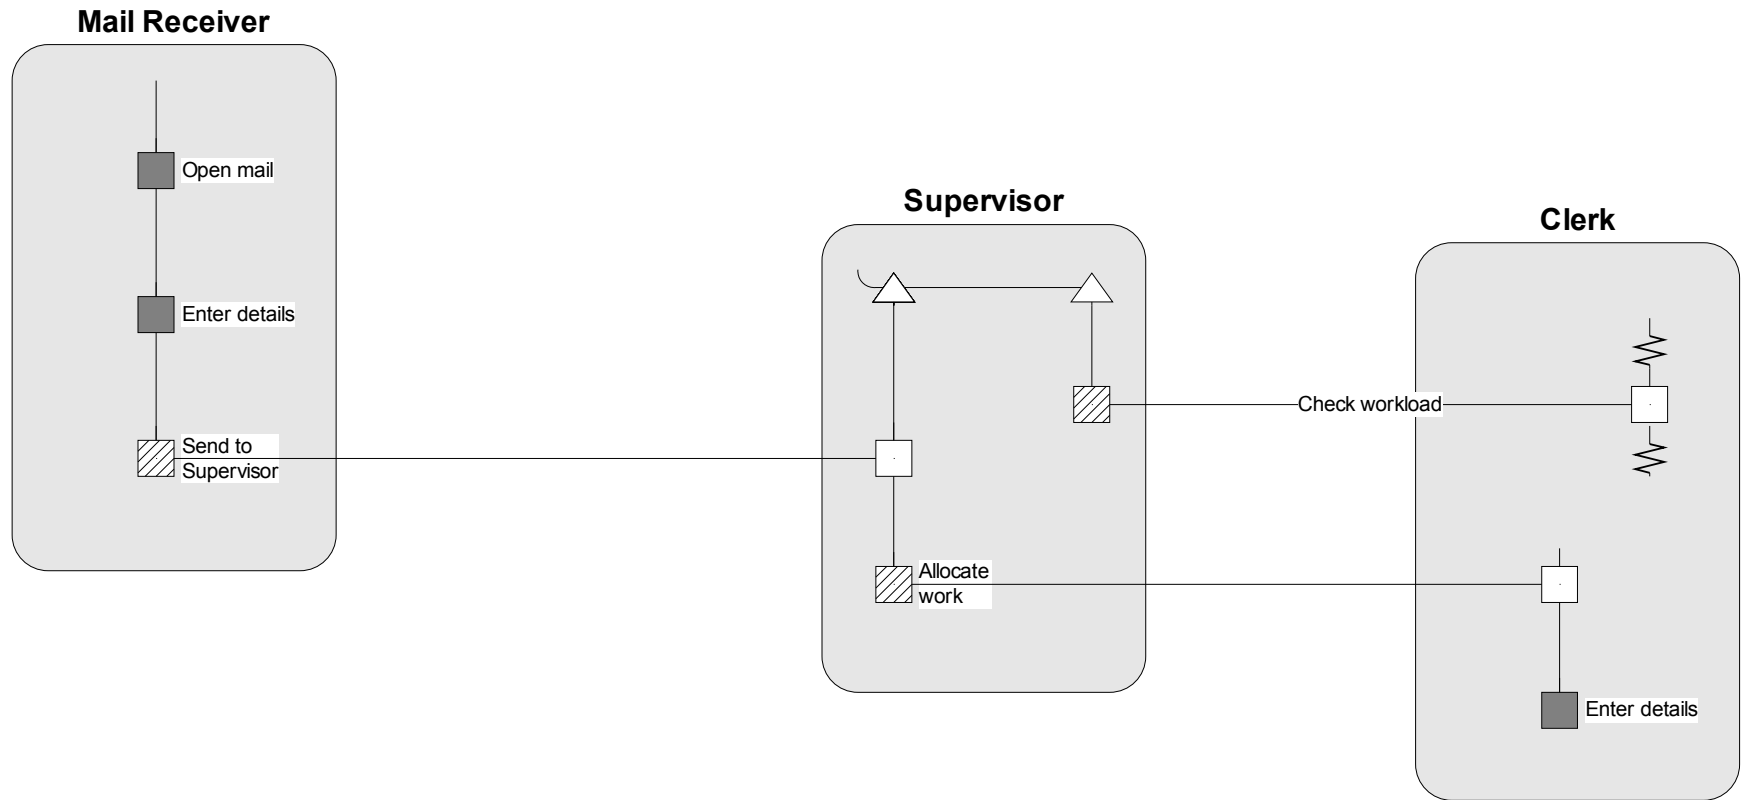 Mail Receiver
Open mail
Enter details
Send to
Supervisor
Supervisor
Allocate
work
Check workload
Clerk
Enter details